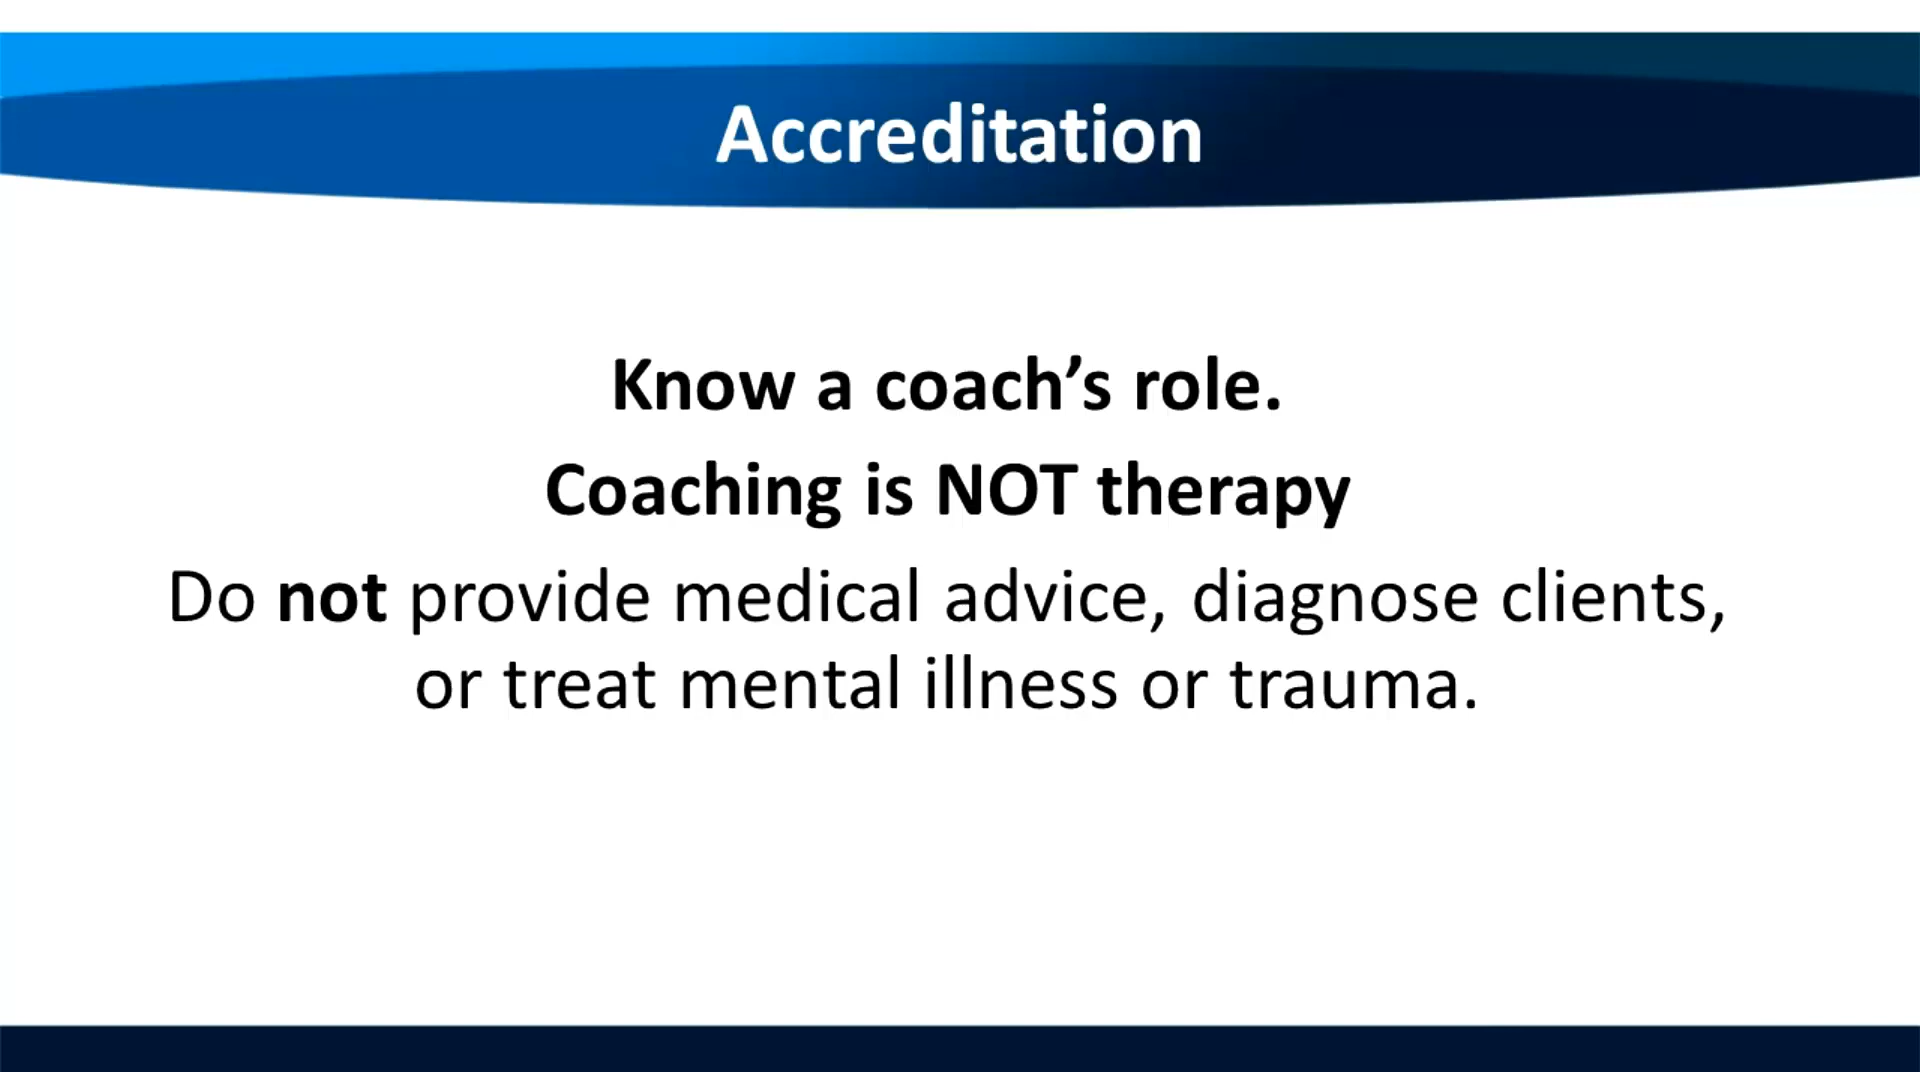 Accreditation
Know a coach’s role.
Coaching is NOT therapy
Do not provide medical advice, diagnose clients,
or treat mental illness or trauma.